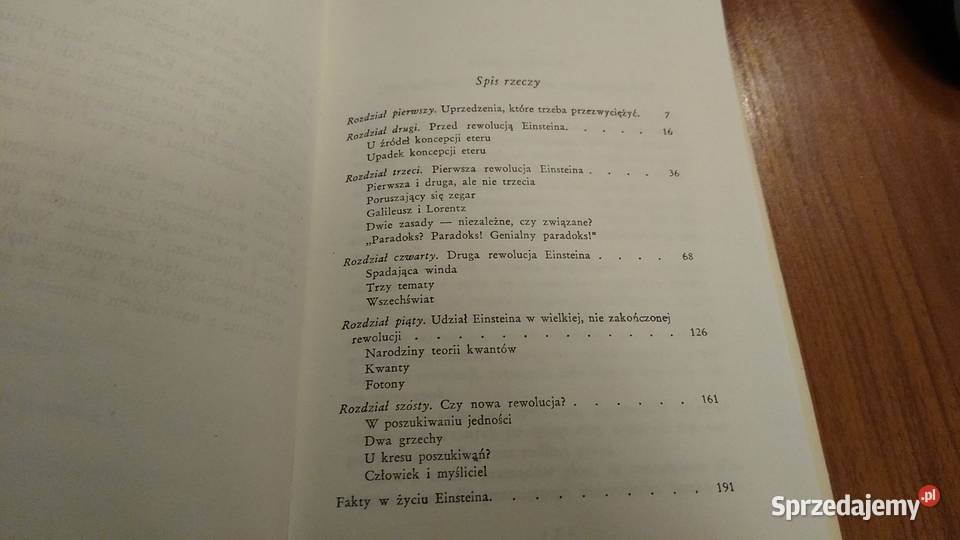 Spis rzeczy
Rozdział pierwszy. Uprzedzenia, które trzeba przezwyciężyć. 7
Rozdział drugi. Przed rewolucją Einsteina. . . . . 16
U źródeł koncepcji eteru
Upadek koncepcji eteru
Rozdział trzeci. Pierwsza rewolucja Einsteina . . . . 36
Pierwsza i druga, ale nie trzecia
Poruszający się zegar
Galileusz i Lorentz
Dwie zasady — niezależne, czy związane?
„Paradoks? Paradoks! Genialny paradoks!"
Rozdział czwarty. Druga rewolucja Einsteina . . . . 68
Spadająca winda
Trzy tematy
Wszechświat
Rozdział piąty. Udział Einsteina w wielkiej, nie zakończonej
rewolucji . . . . . . . . . . . . 126
Narodziny teorii kwantów
Kwanty
Fotony
Rozdział szósty. Czy nowa rewolucja? . . . . . . 161
W poszukiwaniu jedności
Dwa grzechy
U kresu poszukiwań?
Człowiek i myśliciel
Fakty w życiu Einsteina. . . . . . . . . . 191
Sprzedajemy.pl